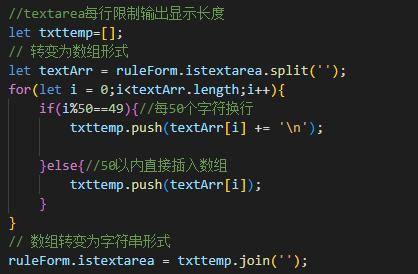 //textarea每行限制输出显示长度
let txttemp=[];
// 转变为数组形式
let textArr = ruleForm.istextarea.split('');
for(let i = 0;i<textArr.length;i++){
    if(i%50==49){//每50个字符换行
        txttemp.push(textArr[i] += '\n');

    }else{//50以内直接插入数组
        txttemp.push(textArr[i]);
    }
}
// 数组转变为字符串形式
ruleForm.istextarea = txttemp.join('');